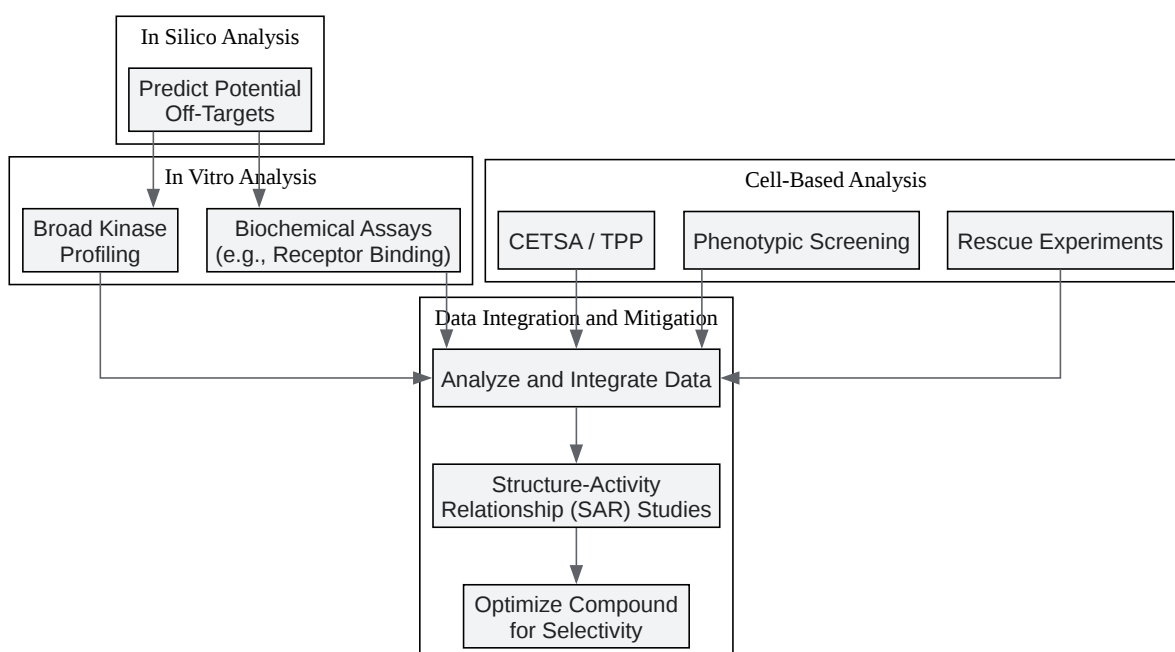 In Silico Analysis
Predict Potential
Off-Targets
In Vitro Analysis
Broad Kinase
Profiling
Biochemical Assays
(e.g., Receptor Binding)
Cell-Based Analysis
CETSA / TPP
Phenotypic Screening
Rescue Experiments
Data Integration and Mitigation
Analyze and Integrate Data
Structure-Activity
Relationship (SAR) Studies
Optimize Compound
for Selectivity